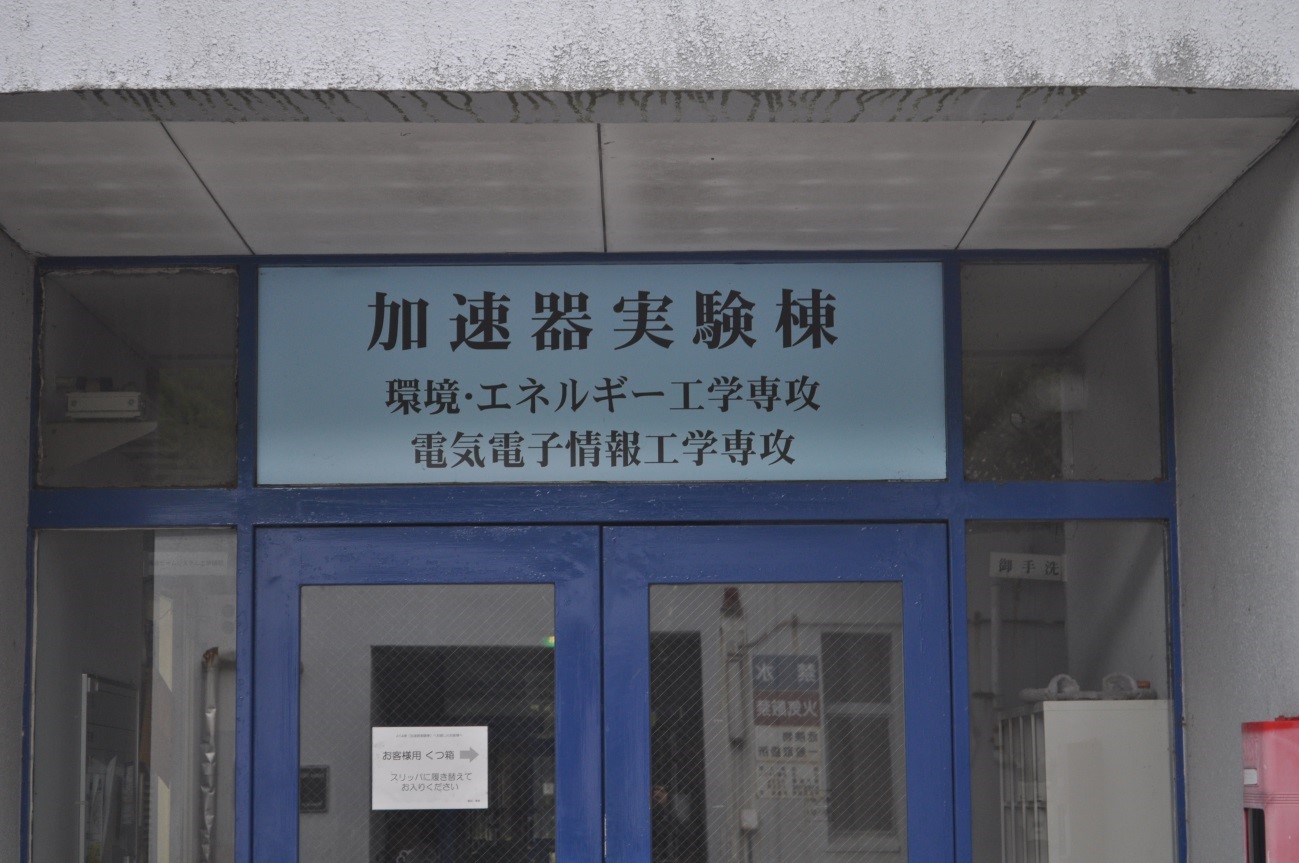 加速器実験棟
環境・エネルギー工学専攻
電気電子情報工学専攻
御手洗
お客様用 くつ箱
スリッパに履き替えて
お入りください
禁水
火気厳禁